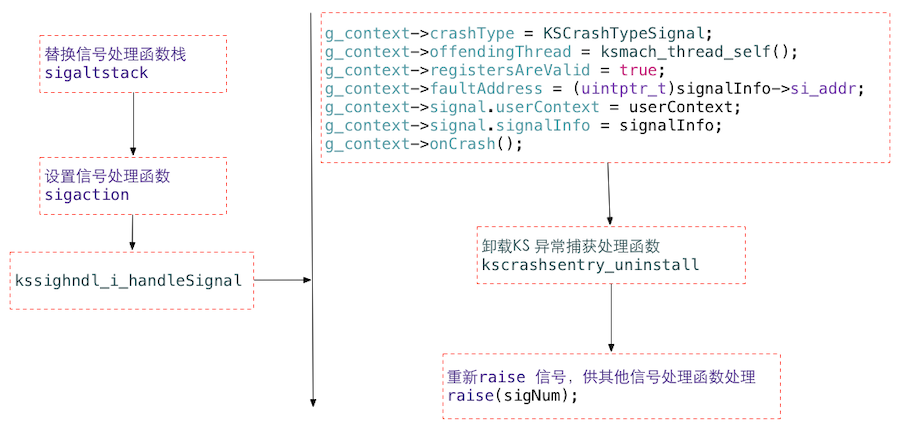 替换信号处理函数栈
sigaltstack
设置信号处理函数
sigaction
kssighndl_i_handleSignal
g_context->crashType = KSCrashTypeSignal;
g_context->offendingThread = ksmach_thread_self();
g_context->registersAreValid = true;
g_context->faultAddress = (uintptr_t)signalInfo->si_addr;
g_context->signal.userContext = userContext;
g_context->signal.signalInfo = signalInfo;
g_context->onCrash();
卸载KS 异常捕获处理函数
kscrashsentry_uninstall
重新raise 信号，供其他信号处理函数处理
raise(sigNum);